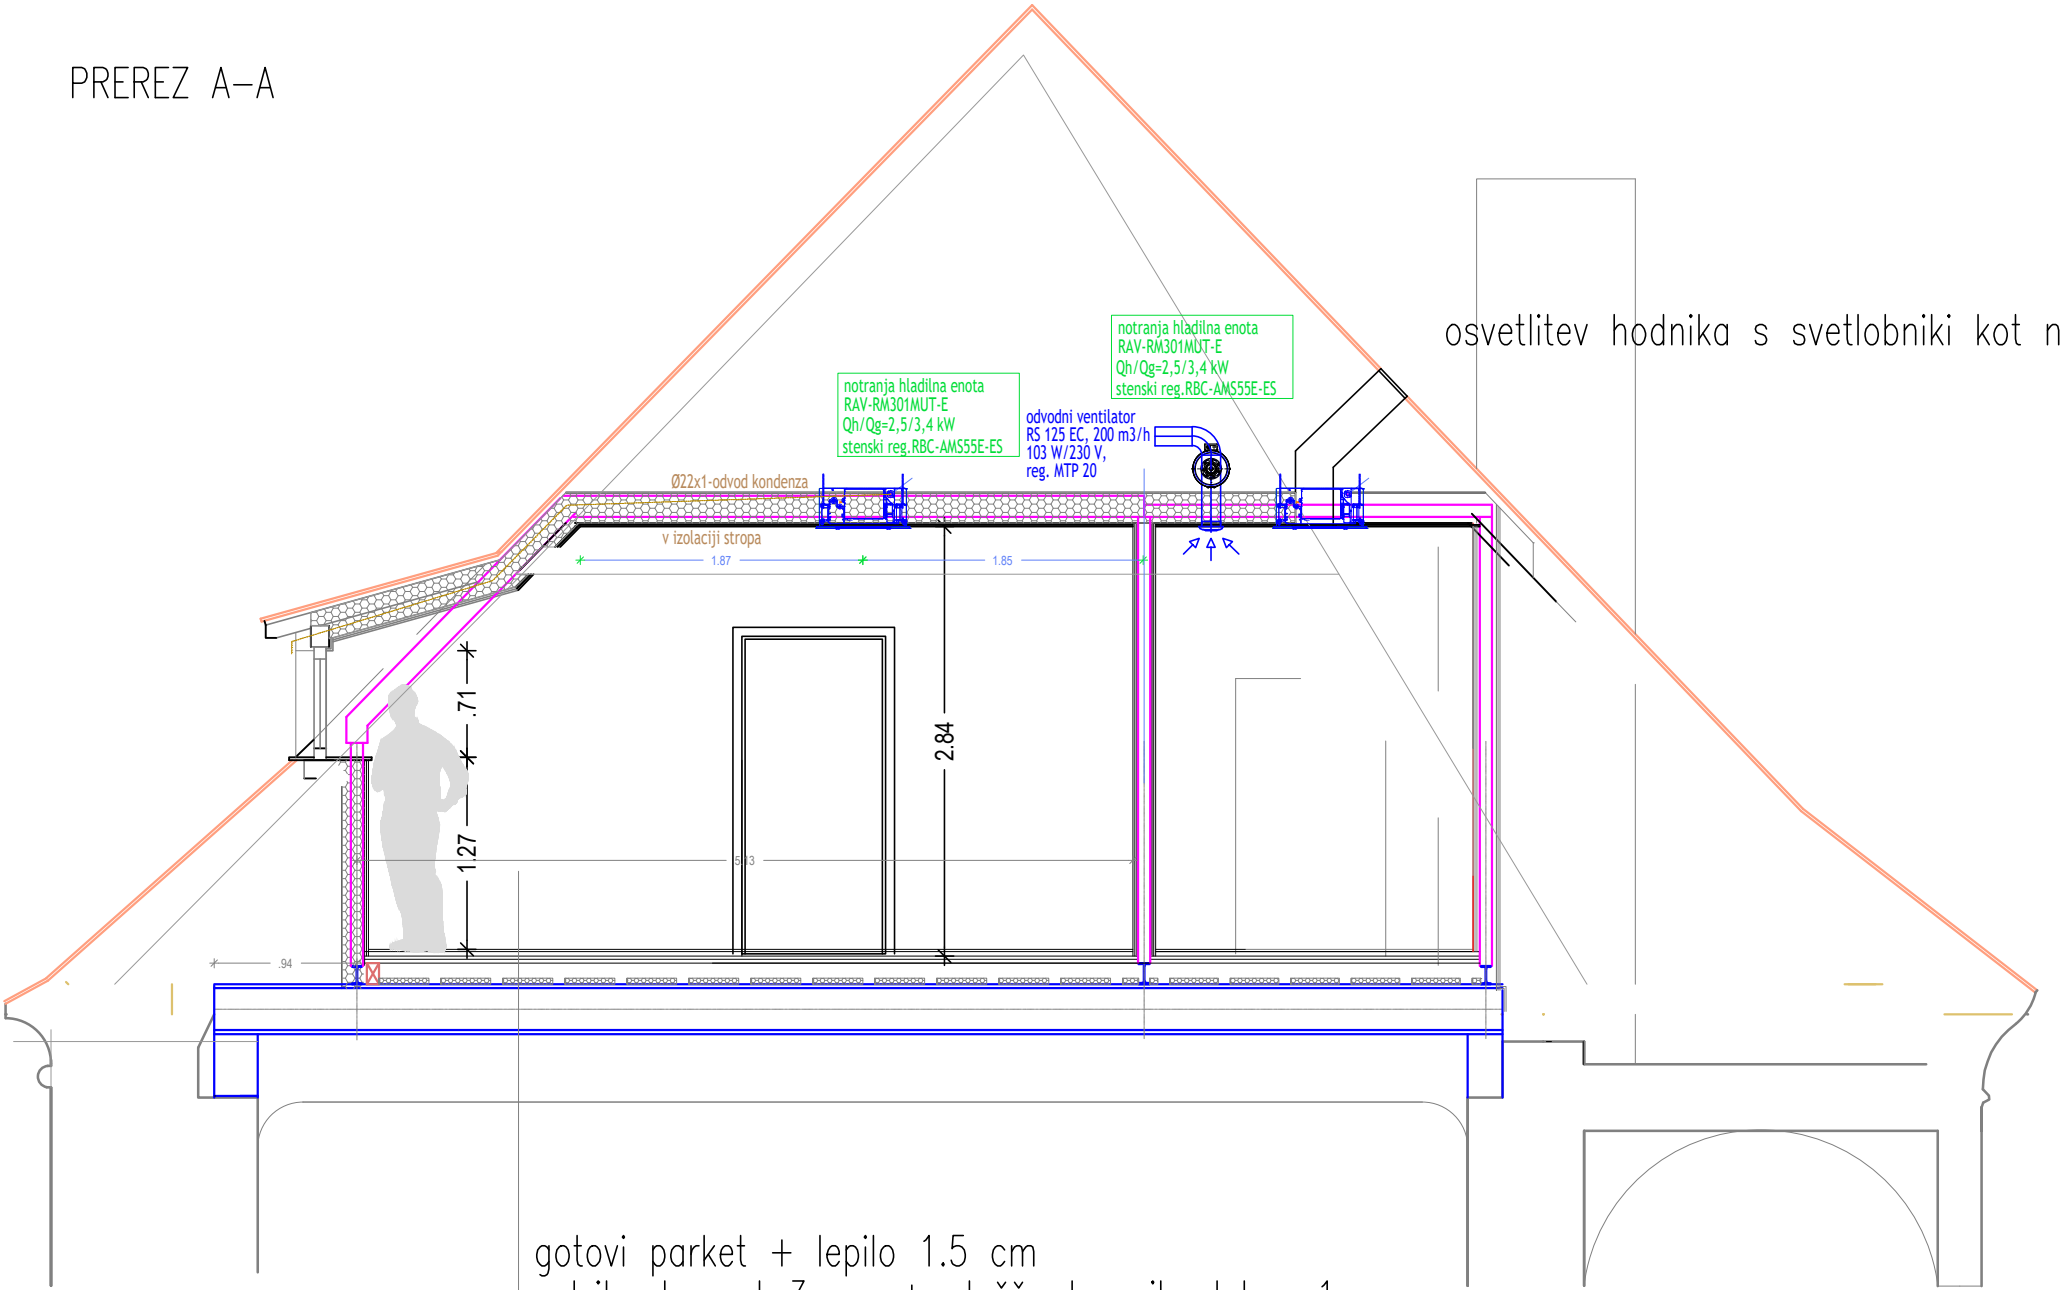 PREREZ A-A
osvetlitev hodnika s svetlobniki kot n
notranja hladilna enota
RAV-RM301MUT-E
Qh/Qg=2,5/3,4 kW
stenski reg.RBC-AMS55E-ES
notranja hladilna enota
RAV-RM301MUT-E
Qh/Qg=2,5/3,4 kW
stenski reg.RBC-AMS55E-ES
odvodni ventilator
RS 125 EC, 200 m3/h
103 W/230 V,
reg. MTP 20
Ø22x1-odvod kondenza
v izolaciji stropa
1.87
1.85
.71
2.84
1.27
5.13
.94
gotovi parket + lepilo 1.5 cm